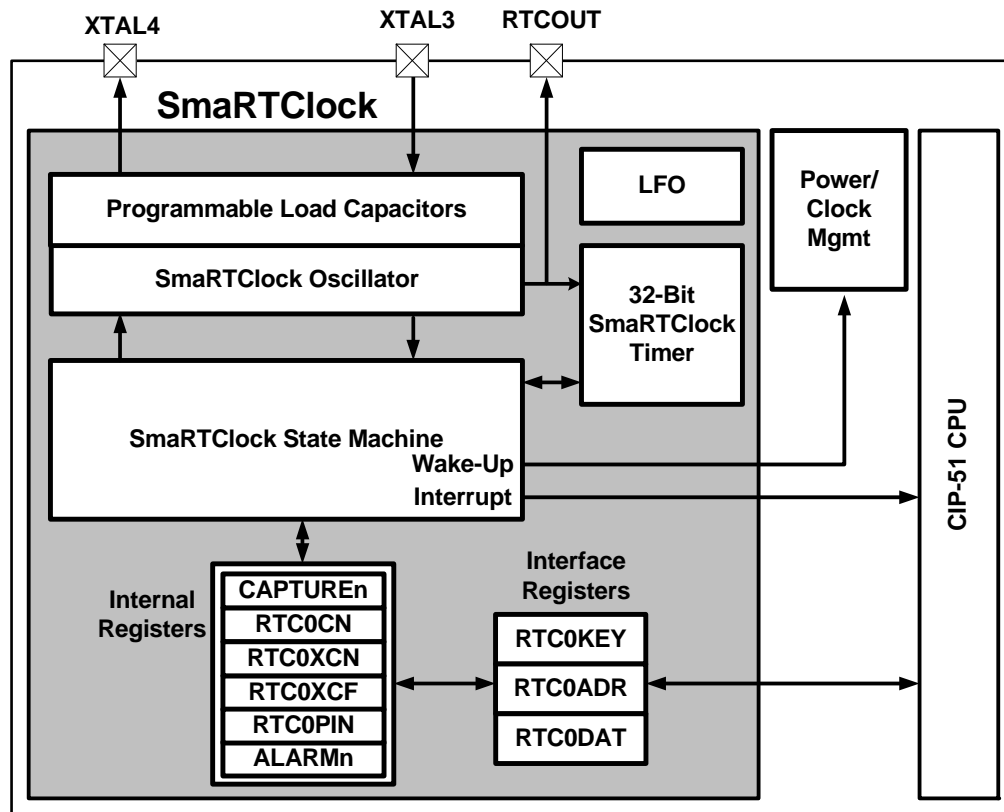 XTAL4
XTAL3
RTCOUT
SmaRTClock
Programmable Load Capacitors
SmaRTClock Oscillator
LFO
32-Bit
SmaRTClock
Timer
Power/
Clock
Mgmt
SmaRTClock State Machine
Wake-Up
Interrupt
CIP-51 CPU
Internal
Registers
CAPTUREn
RTC0CN
RTC0XCN
RTC0XCF
RTC0PIN
ALARMn
Interface
Registers
RTC0KEY
RTC0ADR
RTC0DAT